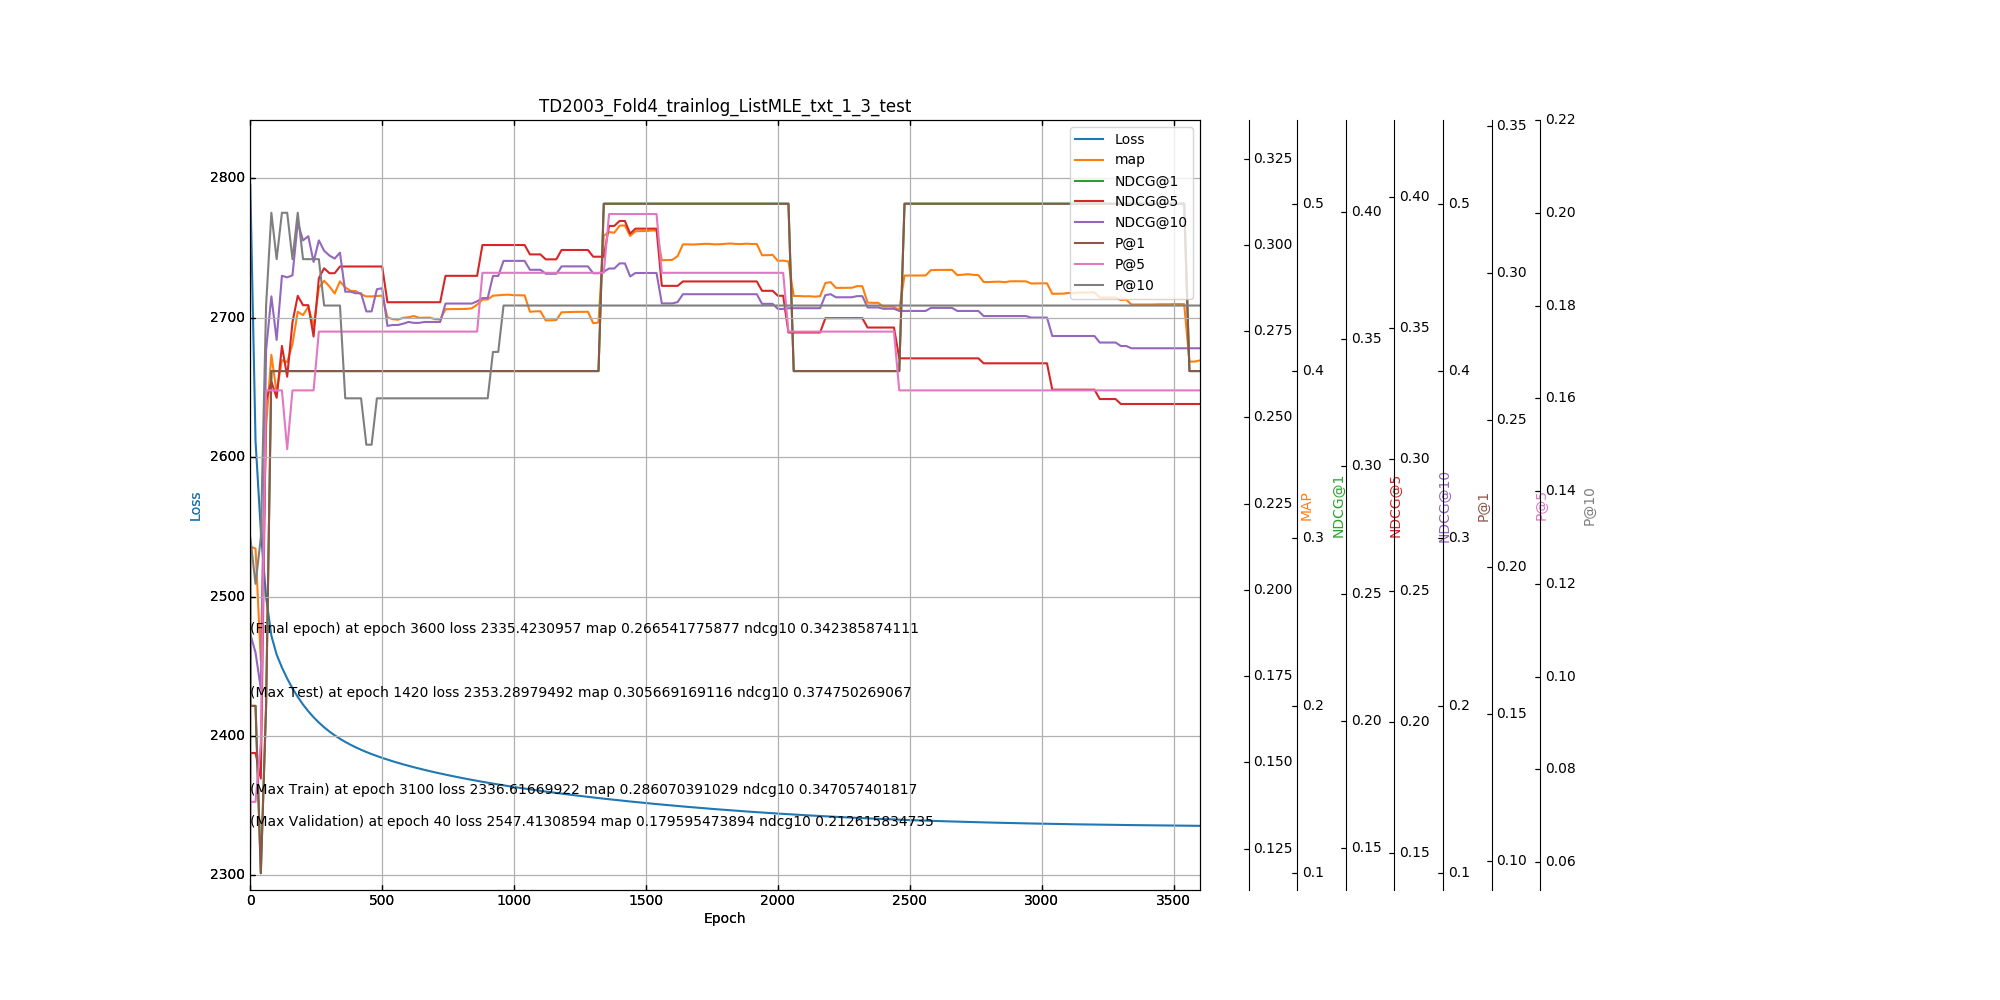 TD2003_Fold4_trainlog_ListMLE_txt_1_3_test
Loss
map
NDCG@1
NDCG@5
NDCG@10
P@1
P@5
P@10
2800
2700
2600
2500
2400
2300
Loss
(Final epoch) at epoch 3600 loss 2335.4230957 map 0.266541775877 ndcg10 0.342385874111
(Max Test) at epoch 1420 loss 2353.28979492 map 0.305669169116 ndcg10 0.374750269067
(Max Train) at epoch 3100 loss 2336.61669922 map 0.286070391029 ndcg10 0.347057401817
(Max Validation) at epoch 40 loss 2547.41308594 map 0.179595473894 ndcg10 0.212615834735
0 500 1000 1500 2000 2500 3000 3500
Epoch
0.325
0.300
0.275
0.250
0.225
0.200
0.175
0.150
0.125
MAP
0.5
0.4
0.3
0.2
0.1
NDCG@1
0.40
0.35
0.30
0.25
0.20
0.15
NDCG@5
0.40
0.35
0.30
0.25
0.20
0.15
NDCG@10
0.5
0.4
0.3
0.2
0.1
P@1
0.35
0.30
0.25
0.20
0.15
0.10
P@5
0.22
0.20
0.18
0.16
0.14
0.12
0.10
0.08
0.06
P@10